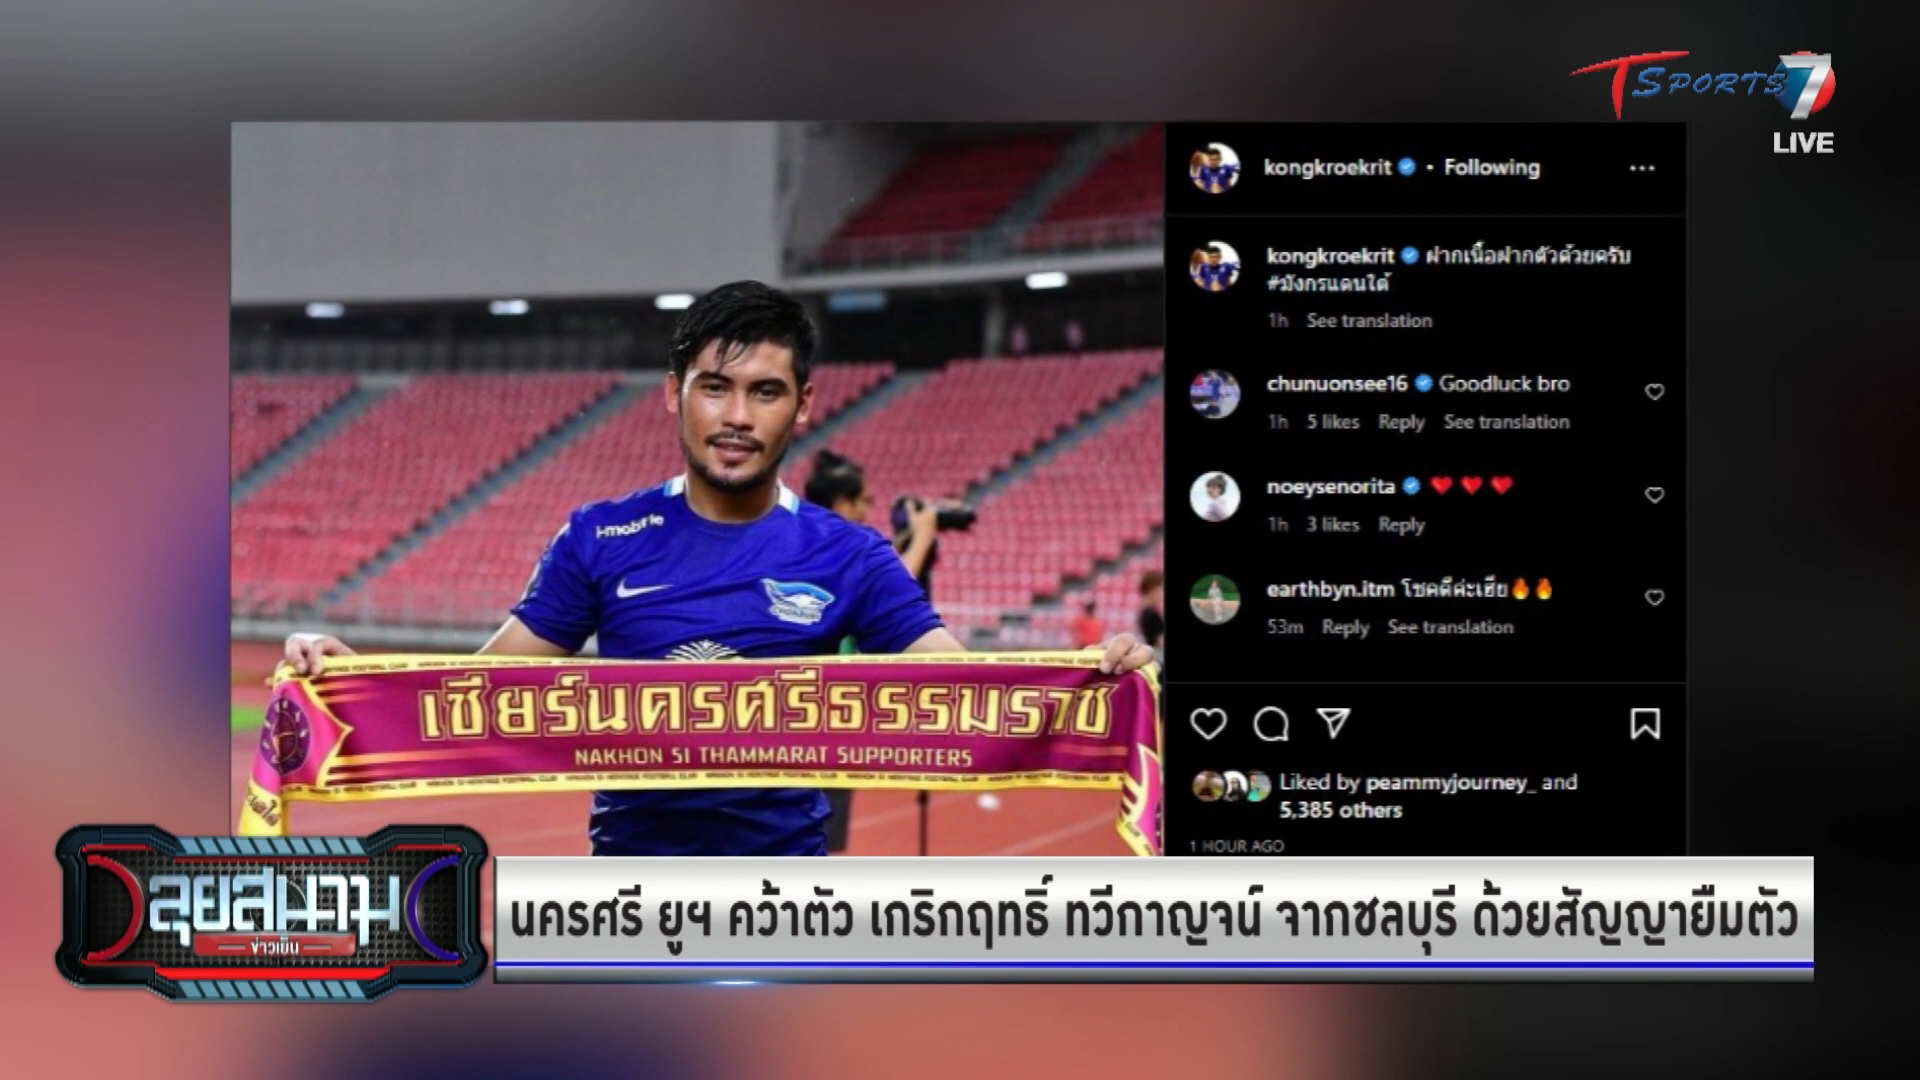 TSPORTS 7
LIVE
kongkroekrit • Following
kongkroekrit ฝากเนื้อฝากตัวด้วยครับ
#มังกรแดนใต้
1h See translation
chunuonsee16 Goodluck bro
1h 5 likes Reply See translation
noeysenorita ❤️ ❤️ ❤️
1h 3 likes Reply
earthbyn.itm โชคดีค่ะเฮีย🔥🔥
53m Reply See translation
Liked by peammyjourney_ and
5,385 others
1 HOUR AGO
i-mobile
เชียร์นครศรีธรรมราช
NAKHON SI THAMMARAT SUPPORTERS
ลุยสนาม
ข่าวเย็น
นครศรี ยูฯ คว้าตัว เกริกฤทธิ์ ทวีกาญจน์ จากชลบุรี ด้วยสัญญายืมตัว